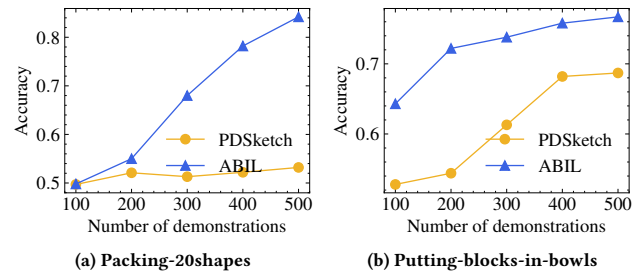 0.8
0.7
0.6
0.5
Accuracy
PDSketch
ABIL
100 200 300 400 500
Number of demonstrations
(a) Packing-20shapes
0.7
0.6
Accuracy
PDSketch
ABIL
100 200 300 400 500
Number of demonstrations
(b) Putting-blocks-in-bowls